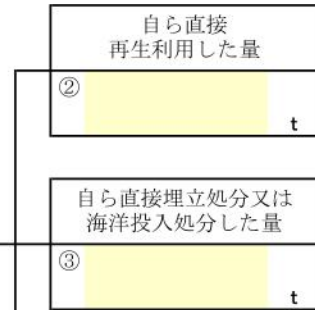 自ら直接
再生利用した量
②
t
自ら直接埋立処分又は
海洋投入処分した量
③
t